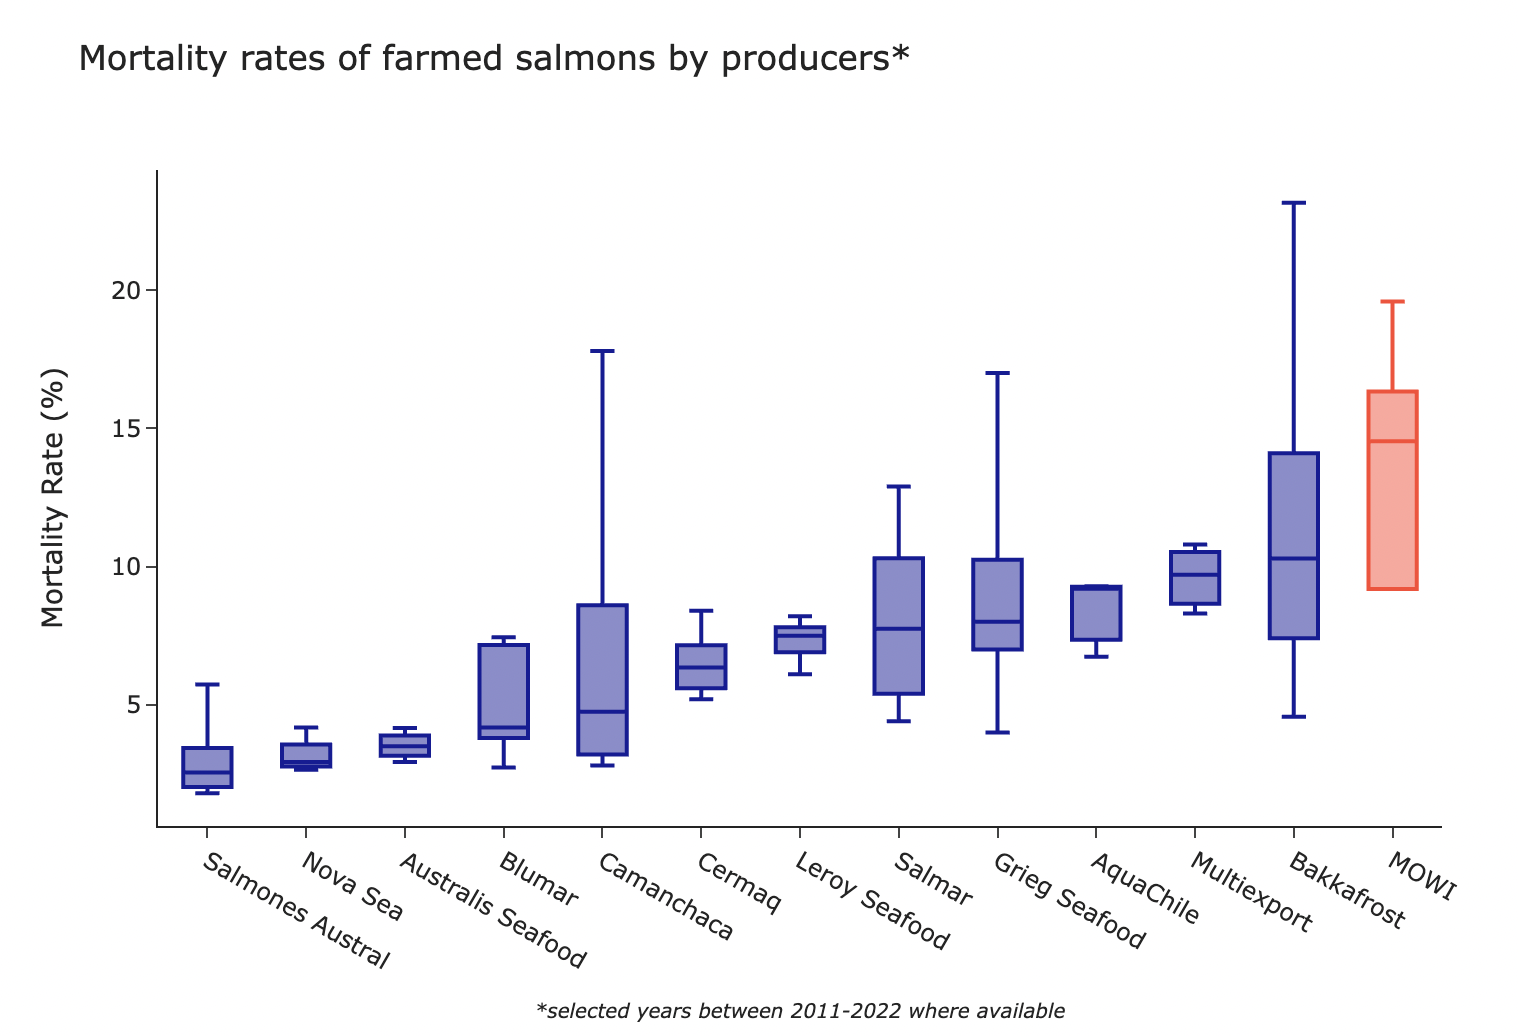 Mortality rates of farmed salmons by producers*
Mortality Rate (%)
20
15
10
5
Salmones Austral
Nova Sea
Australis Seafood
Blumar
Camanchaca
Cermaq
Leroy Seafood
Salmar
Grieg Seafood
AquaChile
Multiexport
Bakkafrost
MOWI
*selected years between 2011-2022 where available